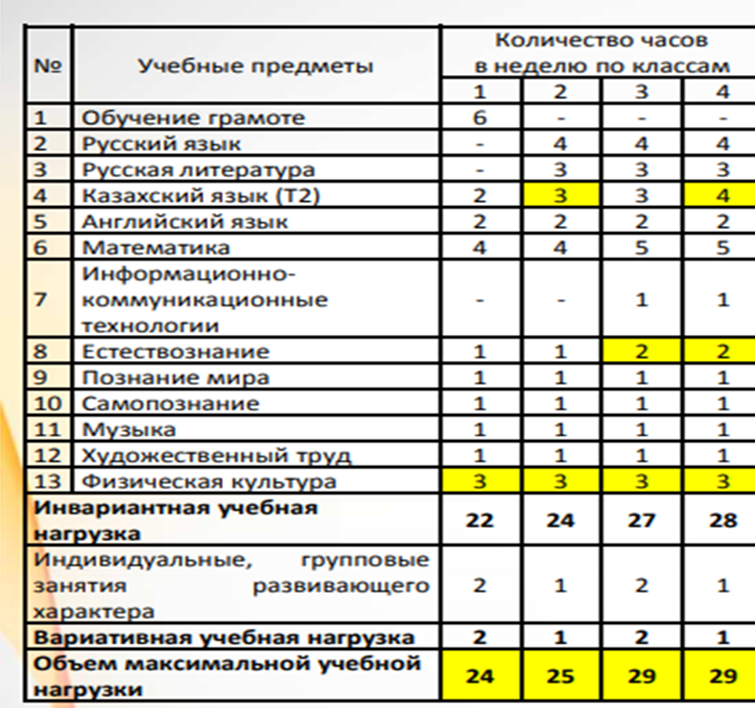 № Учебные предметы Количество часов
в неделю по классам
1 2 3 4
1 Обучение грамоте 6 - - -
2 Русский язык - 4 4 4
3 Русская литература - 3 3 3
4 Казахский язык (Т2) 2 3 3 4
5 Английский язык 2 2 2 2
6 Математика 4 4 5 5
7 Информационно-
коммуникационные
технологии - - 1 1
8 Естествознание 1 1 2 2
9 Познание мира 1 1 1 1
10 Самопознание 1 1 1 1
11 Музыка 1 1 1 1
12 Художественный труд 1 1 1 1
13 Физическая культура 3 3 3 3
Инвариантная учебная
нагрузка 22 24 27 28
Индивидуальные, групповые
занятия развивающего
характера 2 1 2 1
Вариативная учебная нагрузка 2 1 2 1
Объем максимальной учебной
нагрузки 24 25 29 29